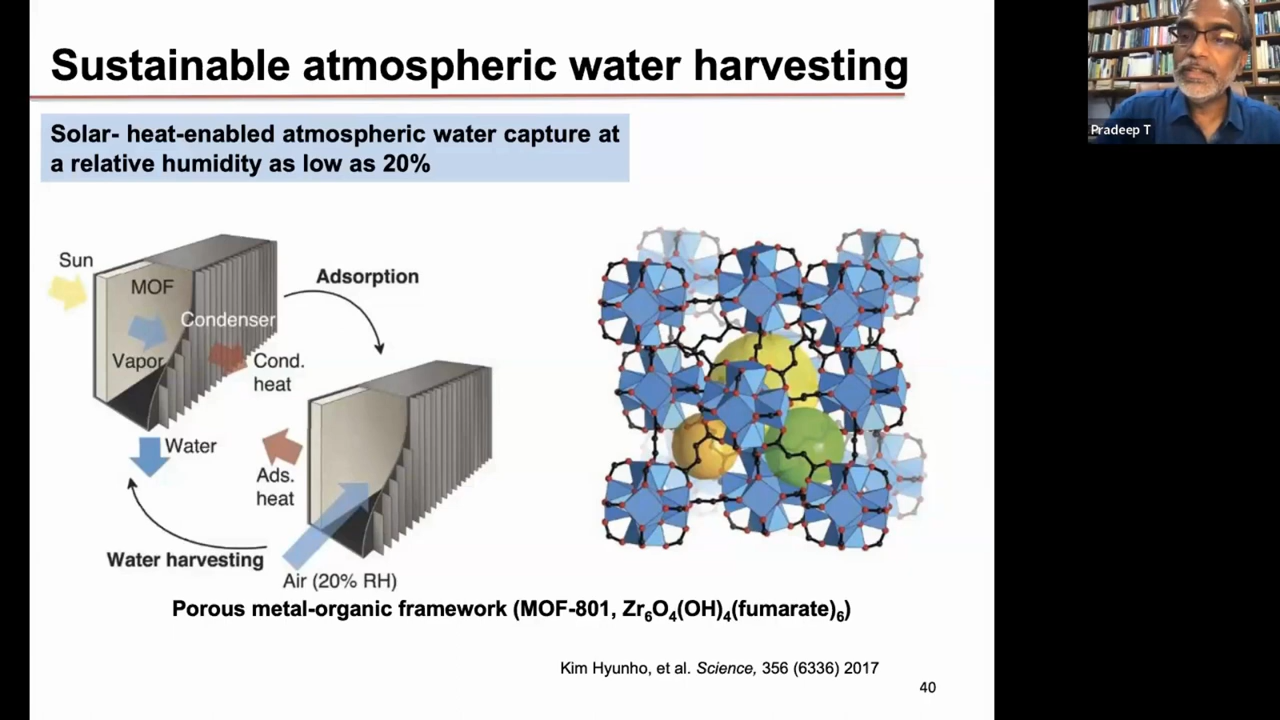 Sustainable atmospheric water harvesting
Solar- heat-enabled atmospheric water capture at
a relative humidity as low as 20%
Sun
MOF
Condenser
Vapor
Cond.
heat
Water
Adsorption
Ads.
heat
Water harvesting
Air (20% RH)
Porous metal-organic framework (MOF-801, Zr₆O₄(OH)₄(fumarate)₆)
Kim Hyunho, et al. Science, 356 (6336) 2017
40
Pradeep T